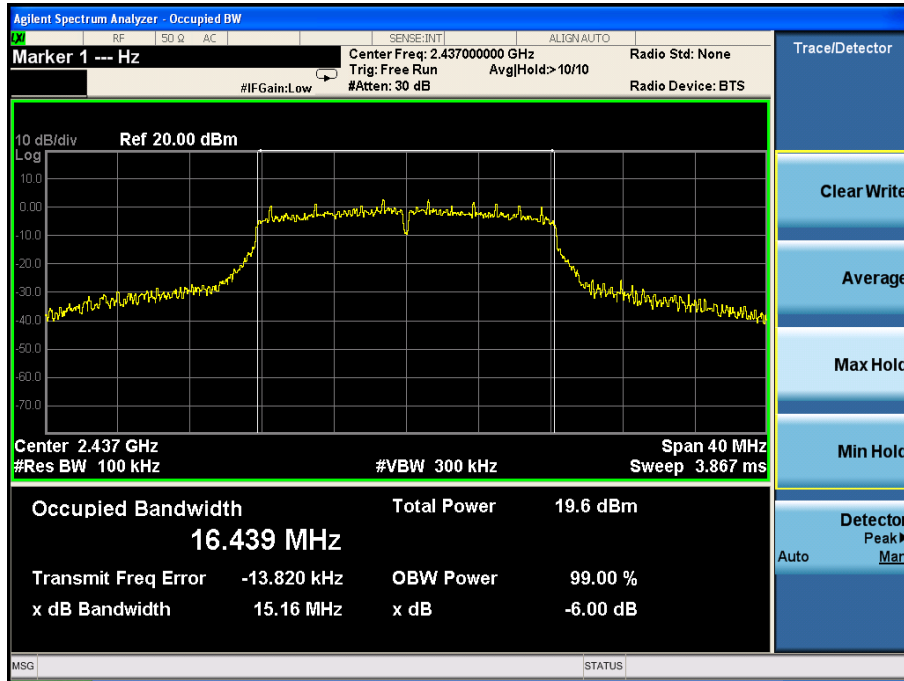 Agilent Spectrum Analyzer - Occupied BW
LXI RF 50 Ω AC SENSE:INT ALIGN AUTO
Marker 1 --- Hz
Center Freq: 2.437000000 GHz Radio Std: None
Trig: Free Run Avg|Hold:>10/10
#IFGain:Low #Atten: 30 dB Radio Device: BTS
10 dB/div Ref 20.00 dBm
Log
10.0
0.00
-10.0
-20.0
-30.0
-40.0
-50.0
-60.0
-70.0
Center 2.437 GHz Span 40 MHz
#Res BW 100 kHz #VBW 300 kHz Sweep 3.867 ms
Occupied Bandwidth Total Power 19.6 dBm
16.439 MHz
Transmit Freq Error -13.820 kHz OBW Power 99.00 %
x dB Bandwidth 15.16 MHz x dB -6.00 dB
MSG STATUS
Trace/Detector
Clear Write
Average
Max Hold
Min Hold
Detector
Peak
Auto Man